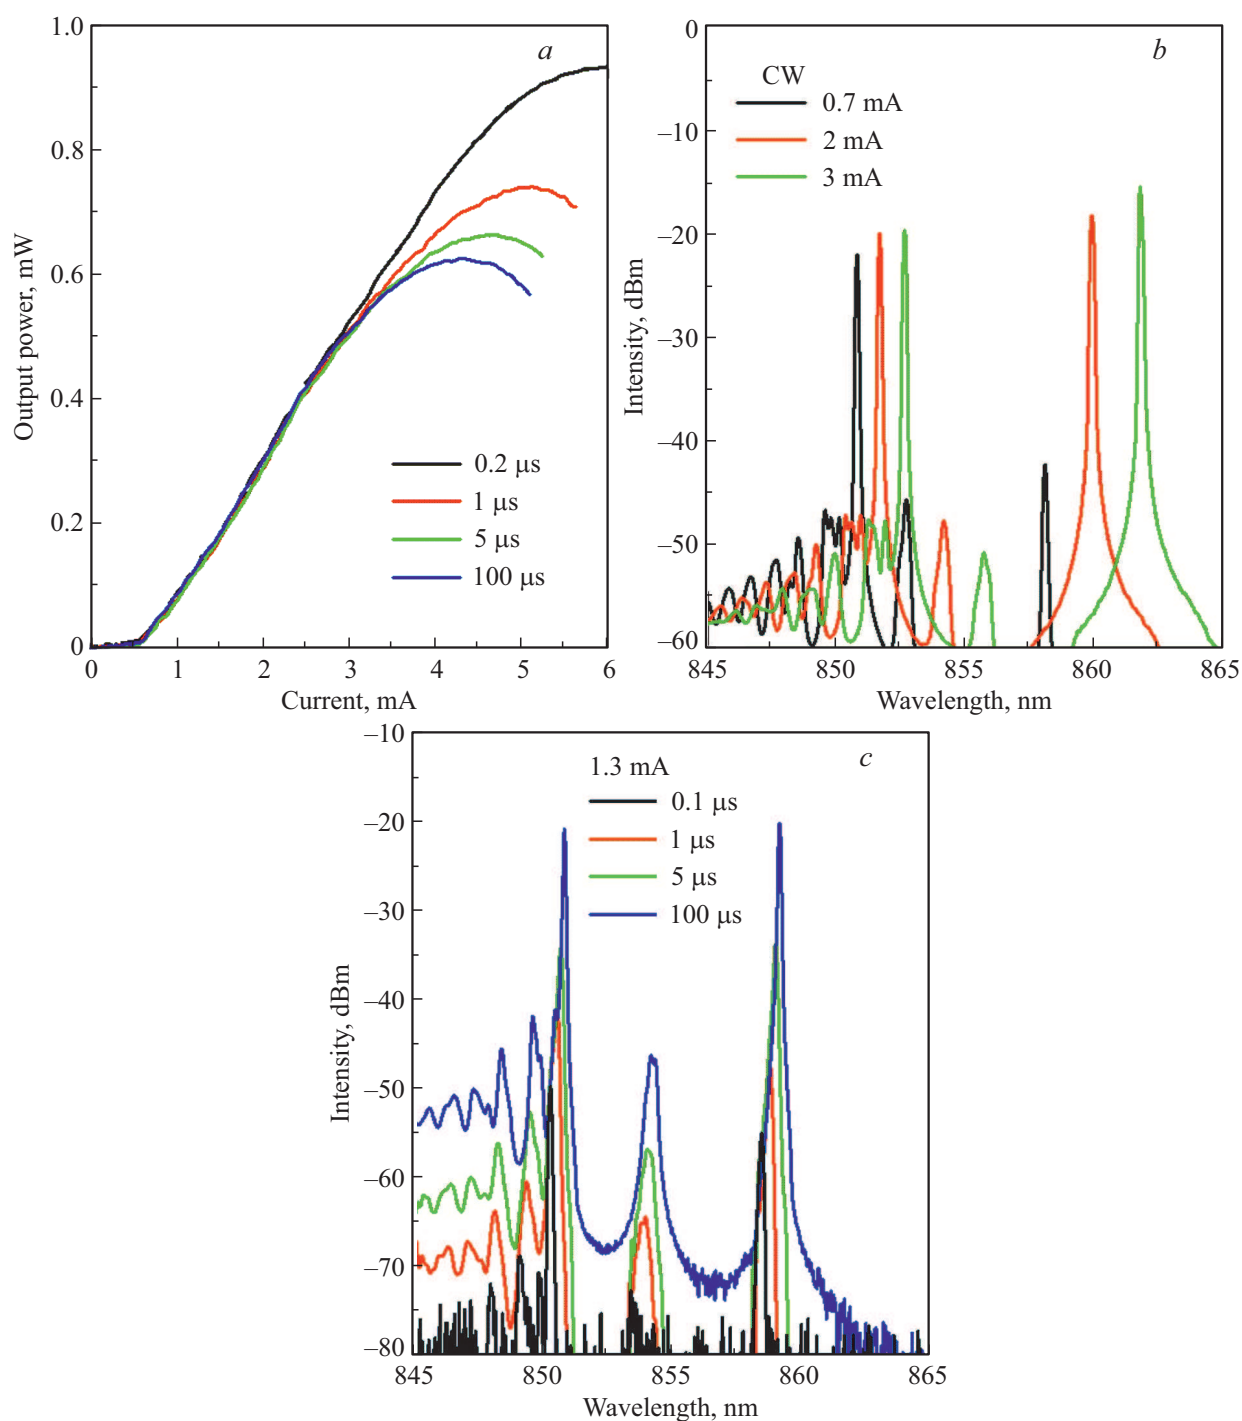 a
1.0
0.8
0.6
0.4
0.2
0
Output power, mW
0.2 μs
1 μs
5 μs
100 μs
0 1 2 3 4 5 6
Current, mA
b
0
–10
–20
–30
–40
–50
–60
Intensity, dBm
CW
0.7 mA
2 mA
3 mA
845 850 855 860 865
Wavelength, nm
c
–10
–20
–30
–40
–50
–60
–70
–80
Intensity, dBm
1.3 mA
0.1 μs
1 μs
5 μs
100 μs
845 850 855 860 865
Wavelength, nm